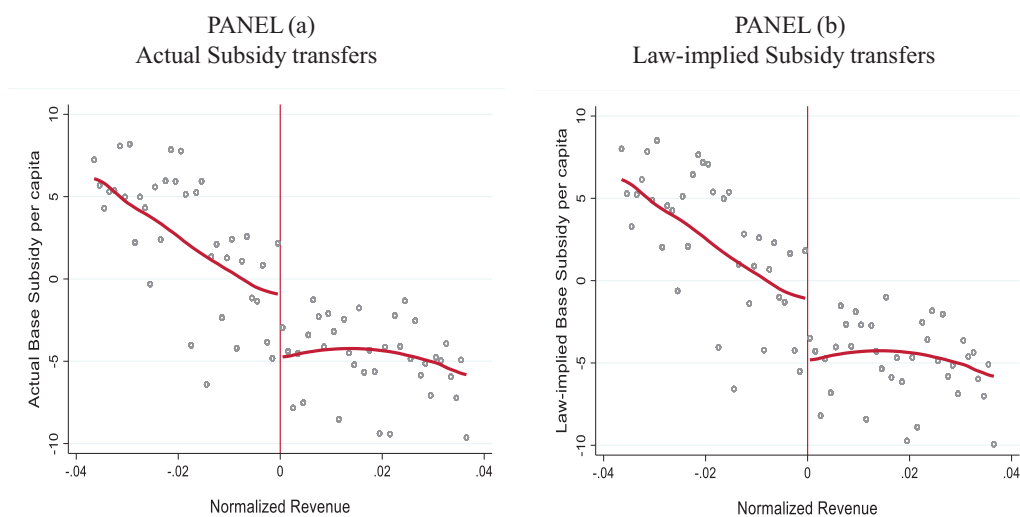 PANEL (a)
Actual Subsidy transfers
Actual Base Subsidy per capita
10
5
0
-5
-10
-.04
-.02
0
.02
.04
Normalized Revenue
PANEL (b)
Law-implied Subsidy transfers
Law-implied Base Subsidy per capita
10
5
0
-5
-10
-.04
-.02
0
.02
.04
Normalized Revenue